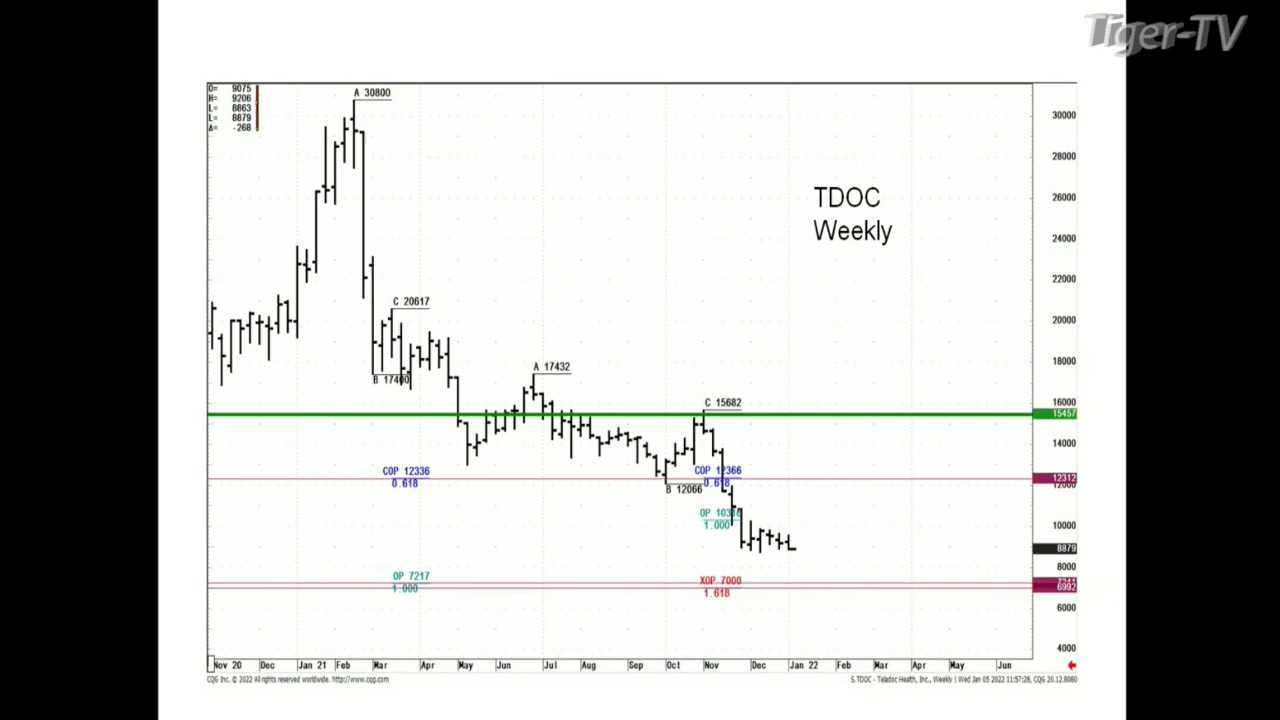 Tiger-TV
O= 9075
H= 9206
L= 8863
L= 8879
Δ= -268
A 30800
30000
28000
TDOC
Weekly
26000
24000
22000
C 20617
20000
18000
A 17432
B 17400
16000
C 15682
15457
14000
COP 12336
0.618
COP 12366
0.618
12312
12000
B 12066
OP 10316
1.000
10000
8879
8000
OP 7217
1.000
XOP 7000
1.618
6992
6000
4000
Nov 20 Dec Jan 21 Feb Mar Apr May Jun Jul Aug Sep Oct Nov Dec Jan 22 Feb Mar Apr May Jun
CQG Inc. © 2022 All rights reserved worldwide. http://www.cqg.com
S.TDOC - Teladoc Health, Inc., Weekly | Wed Jan 05 2022 11:57:28, CQG 20.12.8080